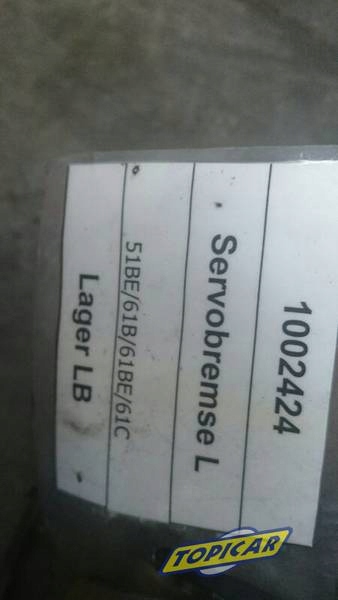 1002424
Servobremse L
51BE/61B/61BE/61C
Lager LB
TOPICAR